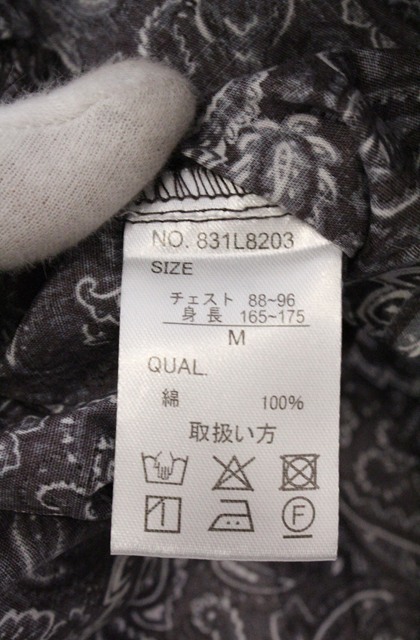 NO. 831L8203
SIZE
チェスト 88~96
身長 165~175
M
QUAL.
綿 100%
取扱い方
F